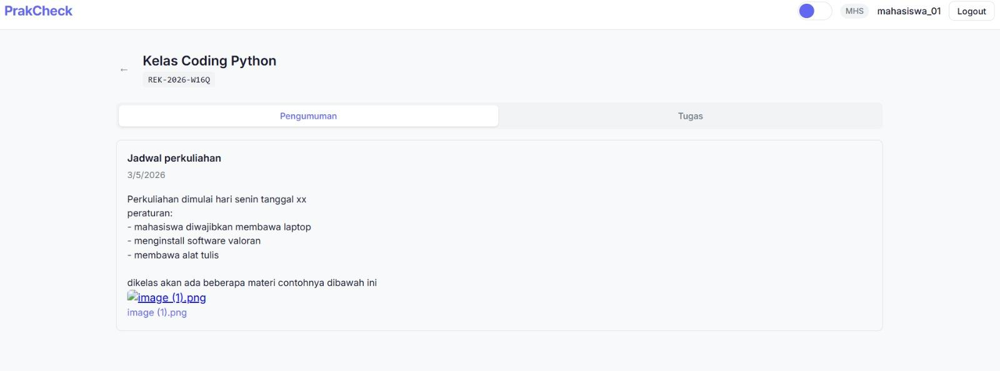 PrakCheck
MHS mahasiswa_01 Logout
← Kelas Coding Python
REK-2026-W16Q
Pengumuman Tugas
Jadwal perkuliahan
3/5/2026
Perkuliahan dimulai hari senin tanggal xx
peraturan:
- mahasiswa diwajibkan membawa laptop
- menginstall software valoran
- membawa alat tulis
dikelas akan ada beberapa materi contohnya dibawah ini
image (1).png
image (1).png